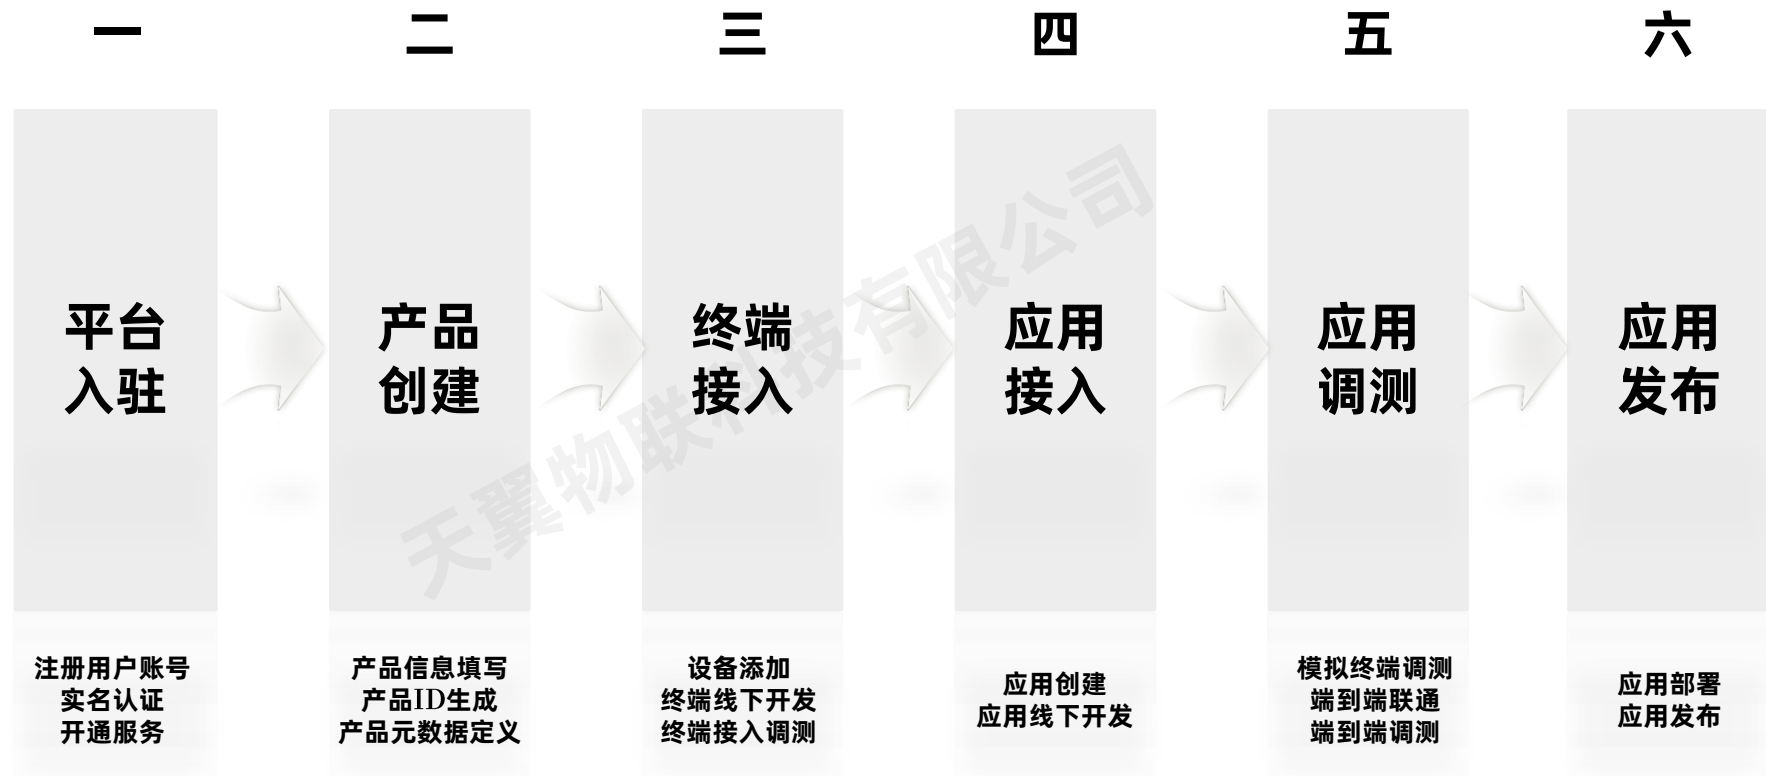 一
二
三
四
五
六
平台
入驻
产品
创建
终端
接入
应用
接入
应用
调测
应用
发布
天翼物联科技有限公司
注册用户账号
实名认证
开通服务
产品信息填写
产品ID生成
产品元数据定义
设备添加
终端线下开发
终端接入调测
应用创建
应用线下开发
模拟终端调测
端到端联通
端到端调测
应用部署
应用发布